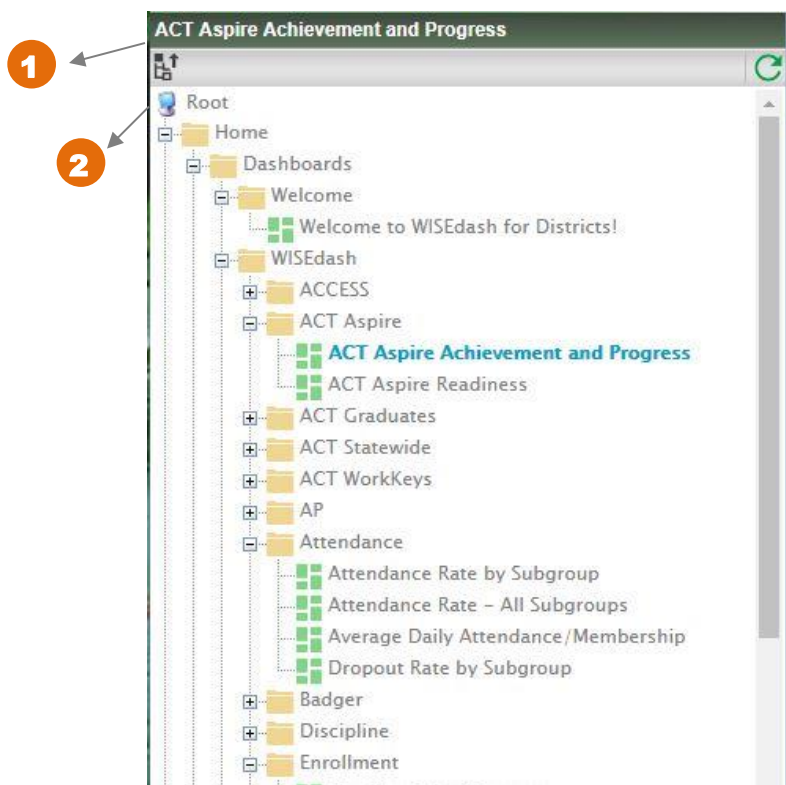 ACT Aspire Achievement and Progress
1
Root
2
Home
Dashboards
Welcome
Welcome to WISEdash for Districts!
WISEdash
ACCESS
ACT Aspire
ACT Aspire Achievement and Progress
ACT Aspire Readiness
ACT Graduates
ACT Statewide
ACT WorkKeys
AP
Attendance
Attendance Rate by Subgroup
Attendance Rate – All Subgroups
Average Daily Attendance/Membership
Dropout Rate by Subgroup
Badger
Discipline
Enrollment